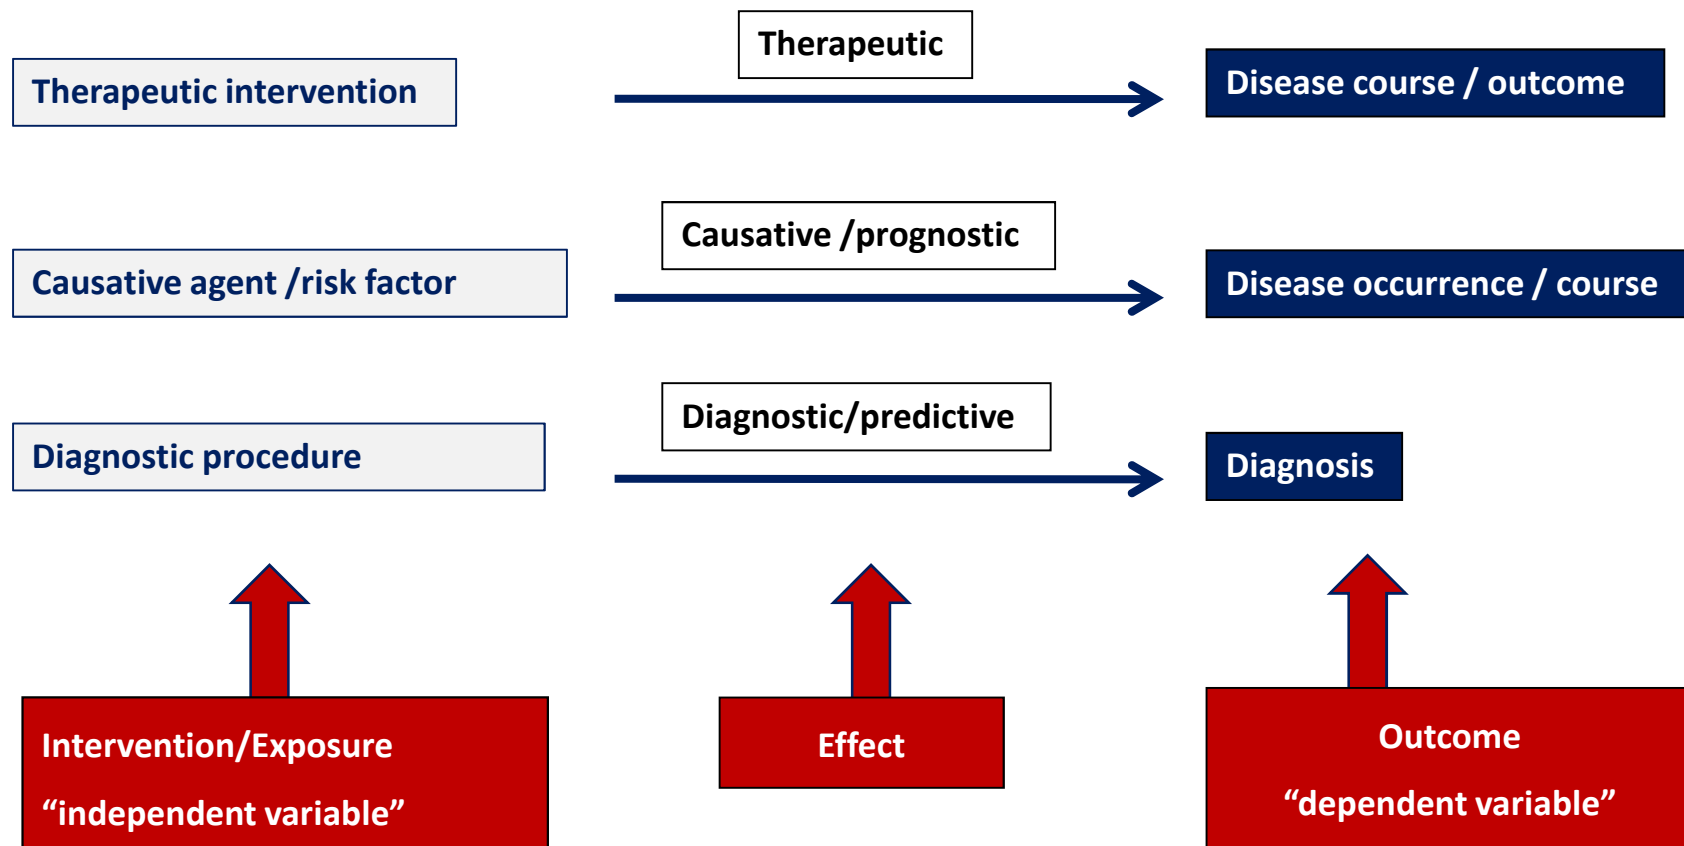 Therapeutic
Therapeutic intervention
Disease course / outcome
Causative /prognostic
Causative agent /risk factor
Disease occurrence / course
Diagnostic/predictive
Diagnostic procedure
Diagnosis
Intervention/Exposure
“independent variable”
Effect
Outcome
“dependent variable”